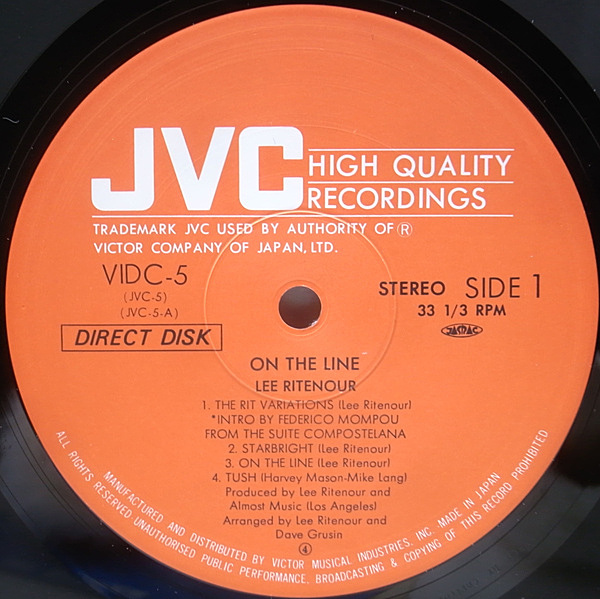 JVC
HIGH QUALITY
RECORDINGS
TRADEMARK JVC USED BY AUTHORITY OF ®
VICTOR COMPANY OF JAPAN, LTD.
VIDC-5
(JVC-5)
(JVC-5-A)
DIRECT DISK
STEREO SIDE 1
33 1/3 RPM
JASRAC
ON THE LINE
LEE RITENOUR
1. THE RIT VARIATIONS (Lee Ritenour)
*INTRO BY FEDERICO MOMPOU
FROM THE SUITE COMPOSTELANA
2. STARBRIGHT (Lee Ritenour)
3. ON THE LINE (Lee Ritenour)
4. TUSH (Harvey Mason-Mike Lang)
Produced by Lee Ritenour and
Almost Music (Los Angeles)
Arranged by Lee Ritenour and
Dave Grusin
④
MANUFACTURED AND DISTRIBUTED BY VICTOR MUSICAL INDUSTRIES, INC. MADE IN JAPAN
ALL RIGHTS RESERVED UNAUTHORISED PUBLIC PERFORMANCE, BROADCASTING & COPYING OF THIS RECORD PROHIBITED